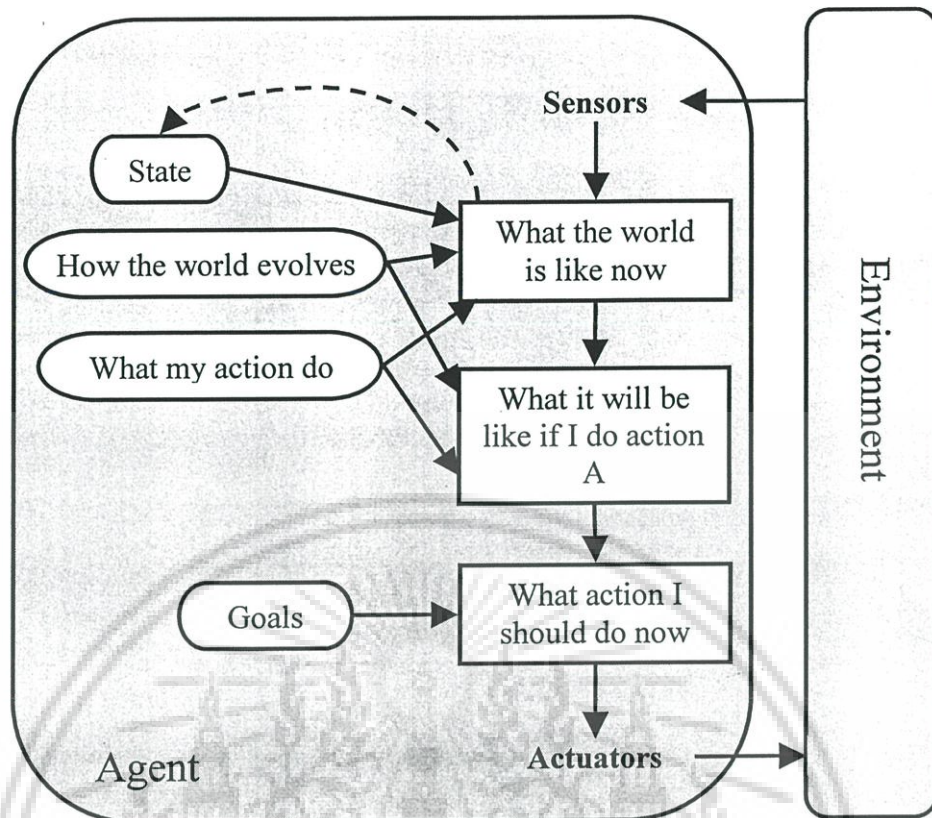 Sensors
State
What the world
is like now
How the world evolves
What my action do
What it will be
like if I do action
A
Goals
What action I
should do now
Agent
Actuators
Environment